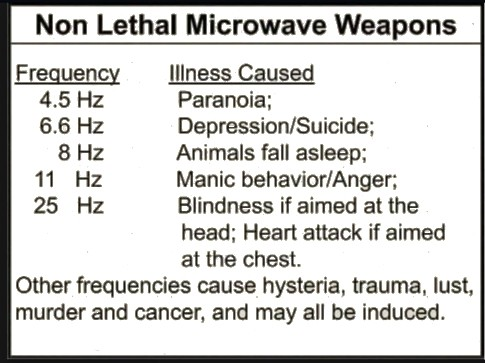 Non Lethal Microwave Weapons
Frequency Illness Caused
4.5 Hz Paranoia;
6.6 Hz Depression/Suicide;
8 Hz Animals fall asleep;
11 Hz Manic behavior/Anger;
25 Hz Blindness if aimed at the
head; Heart attack if aimed
at the chest.
Other frequencies cause hysteria, trauma, lust,
murder and cancer, and may all be induced.